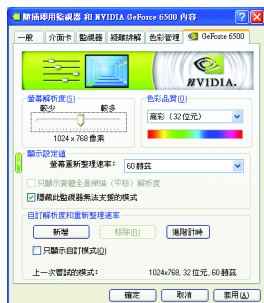 隨插即用監視器 和 NVIDIA GeForce 6500 內容
一般 介面卡 監視器 疑難排解 色彩管理 GeForce 6500
NVIDIA.
螢幕解析度(S)
較少 較多
1024 x 768 像素
色彩品質(Q)
高彩（32 位元）
顯示設定值
螢幕重新整理速率： 60 赫茲
只顯示實體全景掃描（平移）解析度
隱藏此監視器無法支援的模式
自訂解析度和重新整理速率
新增 移除(R) 進階計時
只顯示自訂模式(O)
上一次嘗試的模式： 1024x768, 32 位元, 60 赫茲
確定 取消 套用(A)